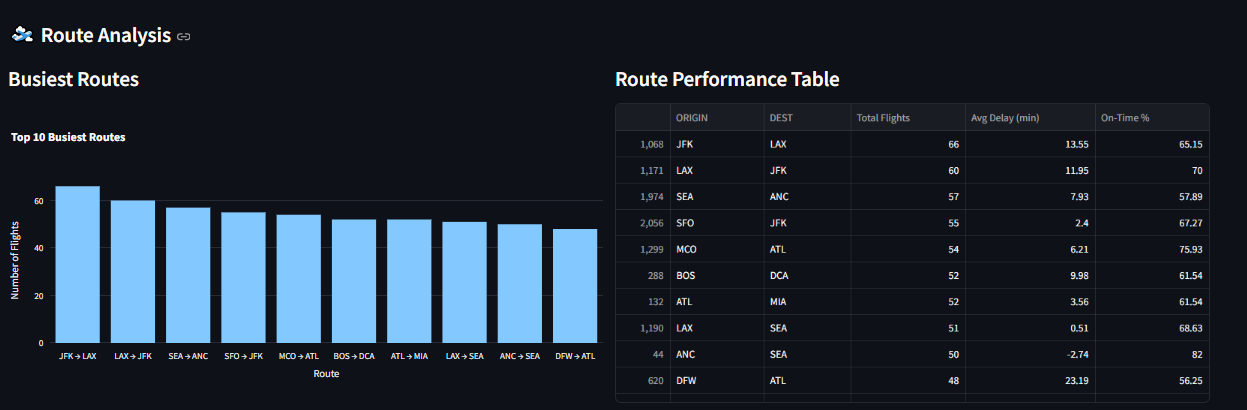 Route Analysis
Busiest Routes
Top 10 Busiest Routes
Number of Flights
60
40
20
0
JFK → LAX LAX → JFK SEA → ANC SFO → JFK MCO → ATL BOS → DCA ATL → MIA LAX → SEA ANC → SEA DFW → ATL
Route
Route Performance Table
ORIGIN DEST Total Flights Avg Delay (min) On-Time %
1,068 JFK LAX 66 13.55 65.15
1,171 LAX JFK 60 11.95 70
1,974 SEA ANC 57 7.93 57.89
2,056 SFO JFK 55 2.4 67.27
1,299 MCO ATL 54 6.21 75.93
288 BOS DCA 52 9.98 61.54
132 ATL MIA 52 3.56 61.54
1,190 LAX SEA 51 0.51 68.63
44 ANC SEA 50 -2.74 82
620 DFW ATL 48 23.19 56.25